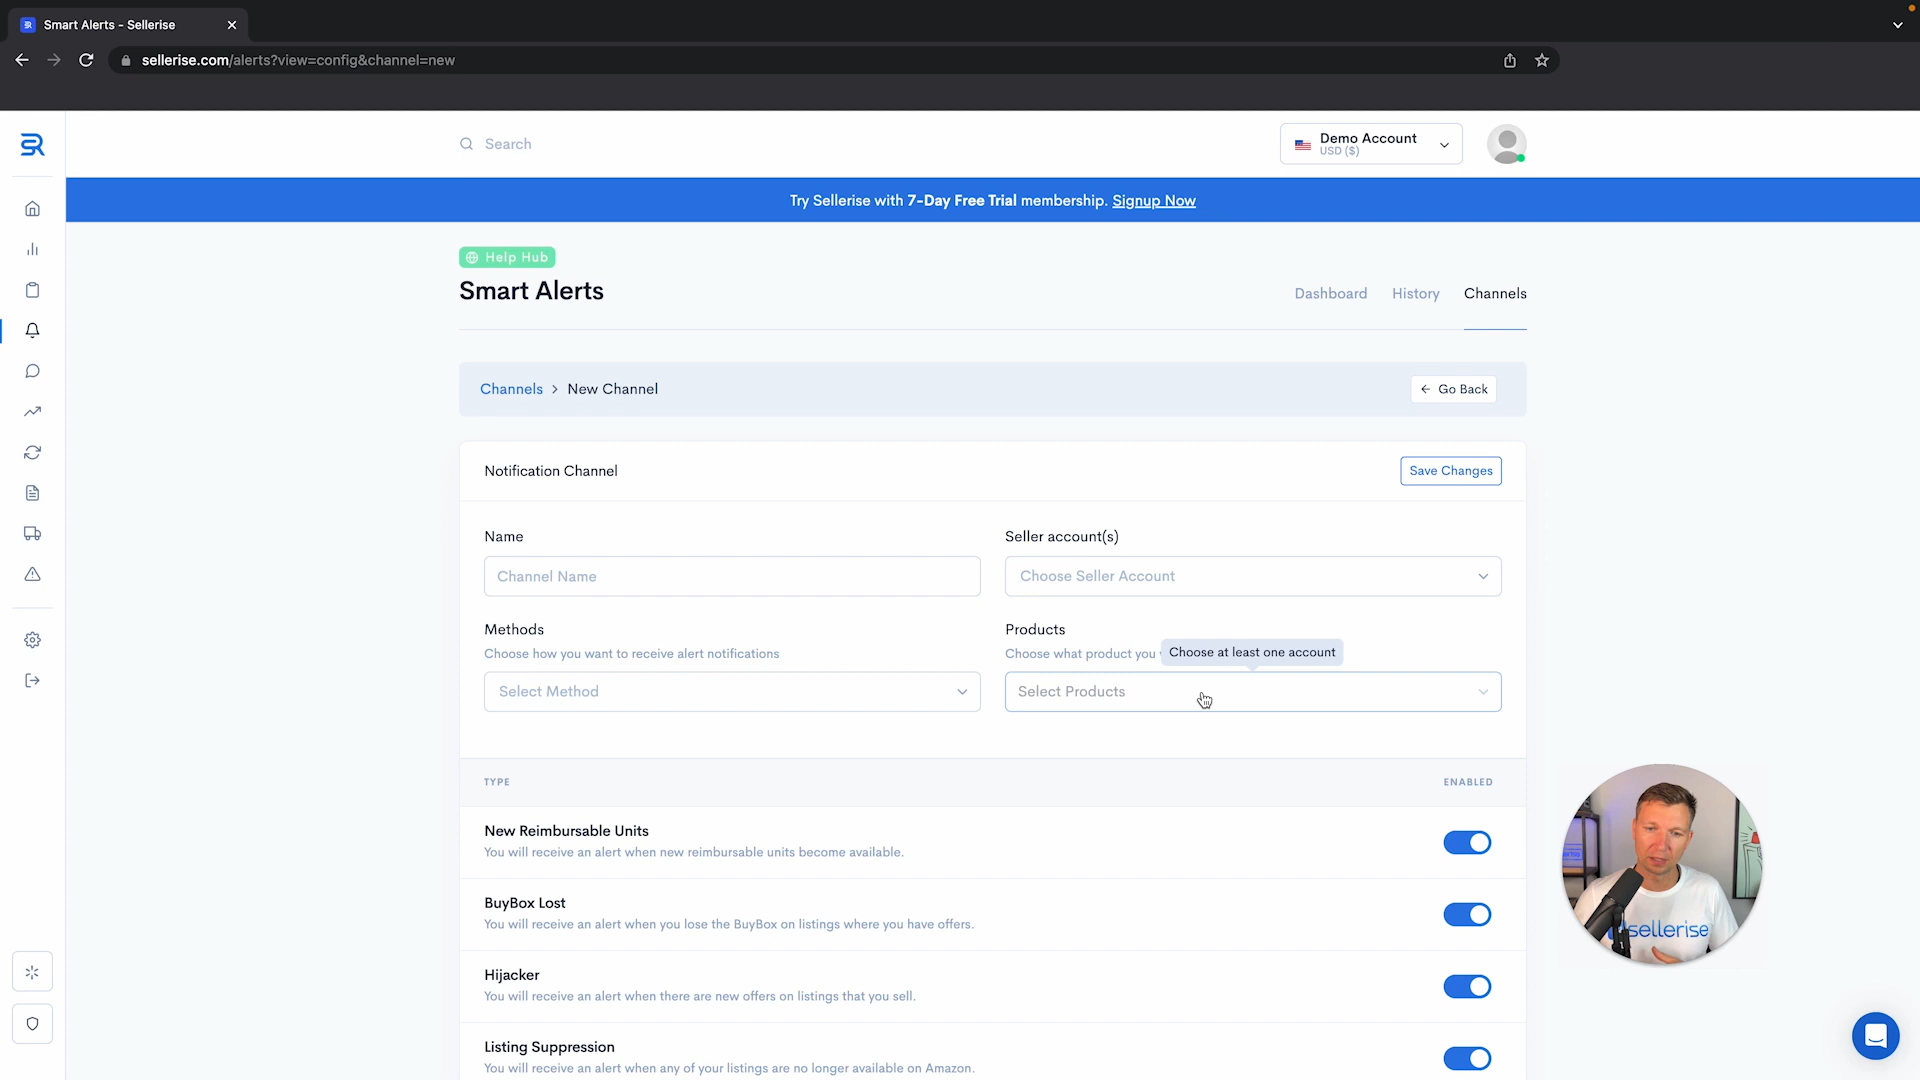 Smart Alerts - Sellerise
sellerise.com/alerts?view=config&channel=new
Search
Demo Account
USD ($)
Try Sellerise with 7-Day Free Trial membership. Signup Now
Help Hub
Smart Alerts
Dashboard
History
Channels
Channels > New Channel
Go Back
Notification Channel
Save Changes
Name
Seller account(s)
Channel Name
Choose Seller Account
Methods
Products
Choose how you want to receive alert notifications
Choose what product you
Choose at least one account
Select Method
Select Products
TYPE
ENABLED
New Reimbursable Units
You will receive an alert when new reimbursable units become available.
BuyBox Lost
You will receive an alert when you lose the BuyBox on listings where you have offers.
Hijacker
You will receive an alert when there are new offers on listings that you sell.
Listing Suppression
You will receive an alert when any of your listings are no longer available on Amazon.
sellerise